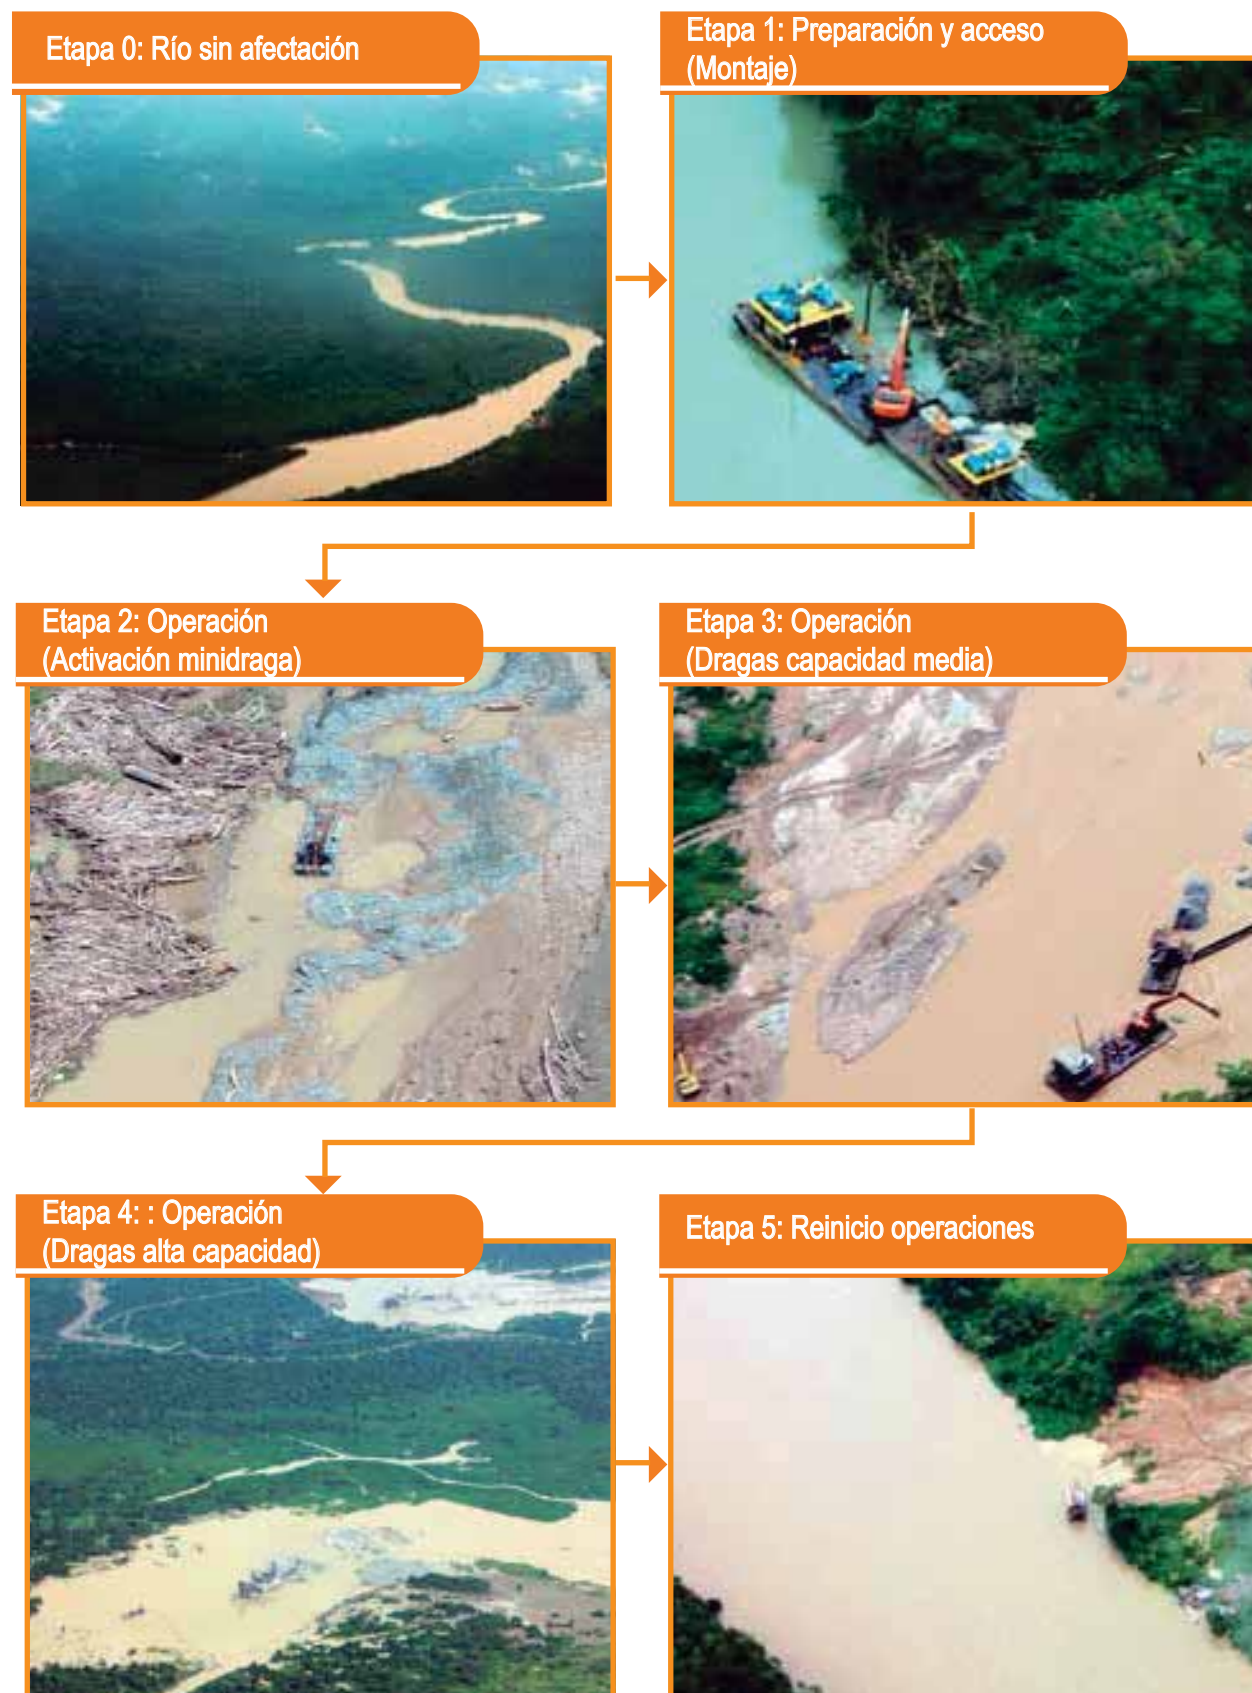 Etapa 0: Río sin afectación
Etapa 1: Preparación y acceso
(Montaje)
Etapa 2: Operación
(Activación minidraga)
Etapa 3: Operación
(Dragas capacidad media)
Etapa 4: : Operación
(Dragas alta capacidad)
Etapa 5: Reinicio operaciones